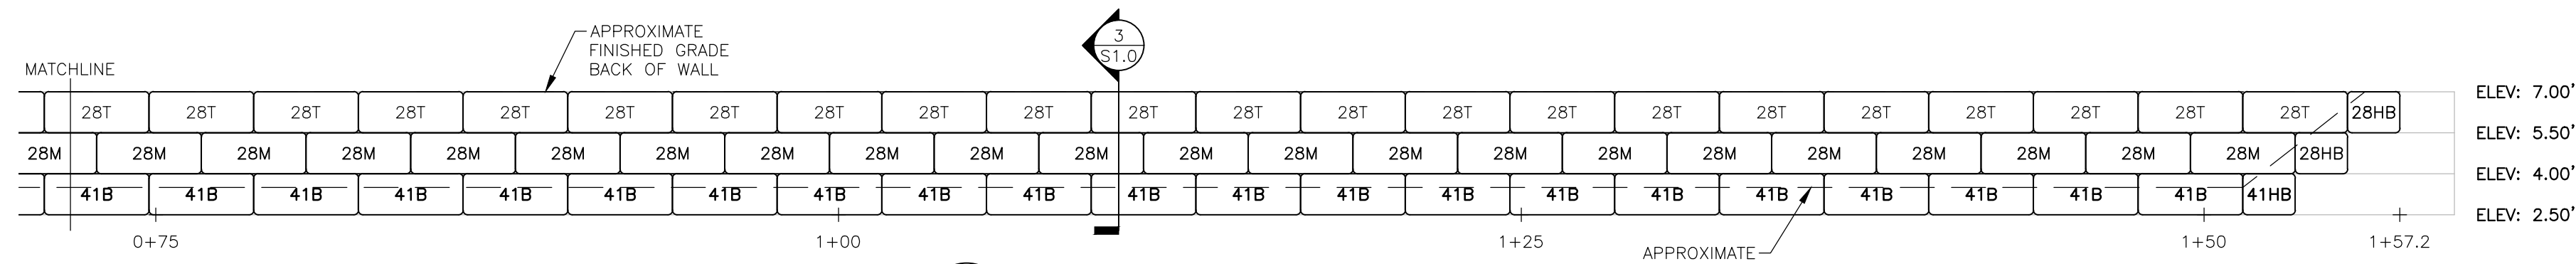 APPROXIMATE
FINISHED GRADE
BACK OF WALL
3
S1.0
MATCHLINE
28T 28T 28T 28T 28T 28T 28T 28T 28T 28T 28T 28T 28T 28T 28T 28T 28T 28T 28T 28T 28T 28T 28HB
ELEV: 7.00'
ELEV: 5.50'
28M 28M 28M 28M 28M 28M 28M 28M 28M 28M 28M 28M 28M 28M 28M 28M 28M 28M 28M 28M 28M 28M 28HB
ELEV: 4.00'
41B 41B 41B 41B 41B 41B 41B 41B 41B 41B 41B 41B 41B 41B 41B 41B 41B 41B 41B 41B 41B 41HB
ELEV: 2.50'
0+75 1+00 1+25 1+50 1+57.2
APPROXIMATE